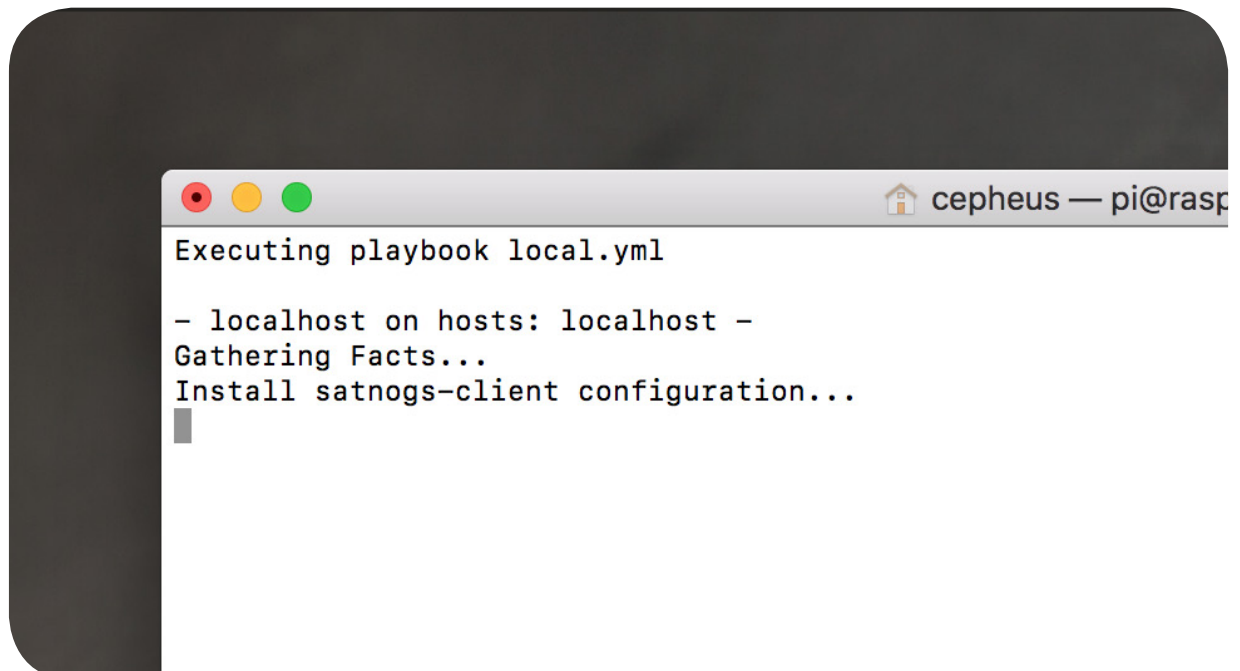 cepheus — pi@rasp
Executing playbook local.yml
– localhost on hosts: localhost –
Gathering Facts...
Install satnogs–client configuration...